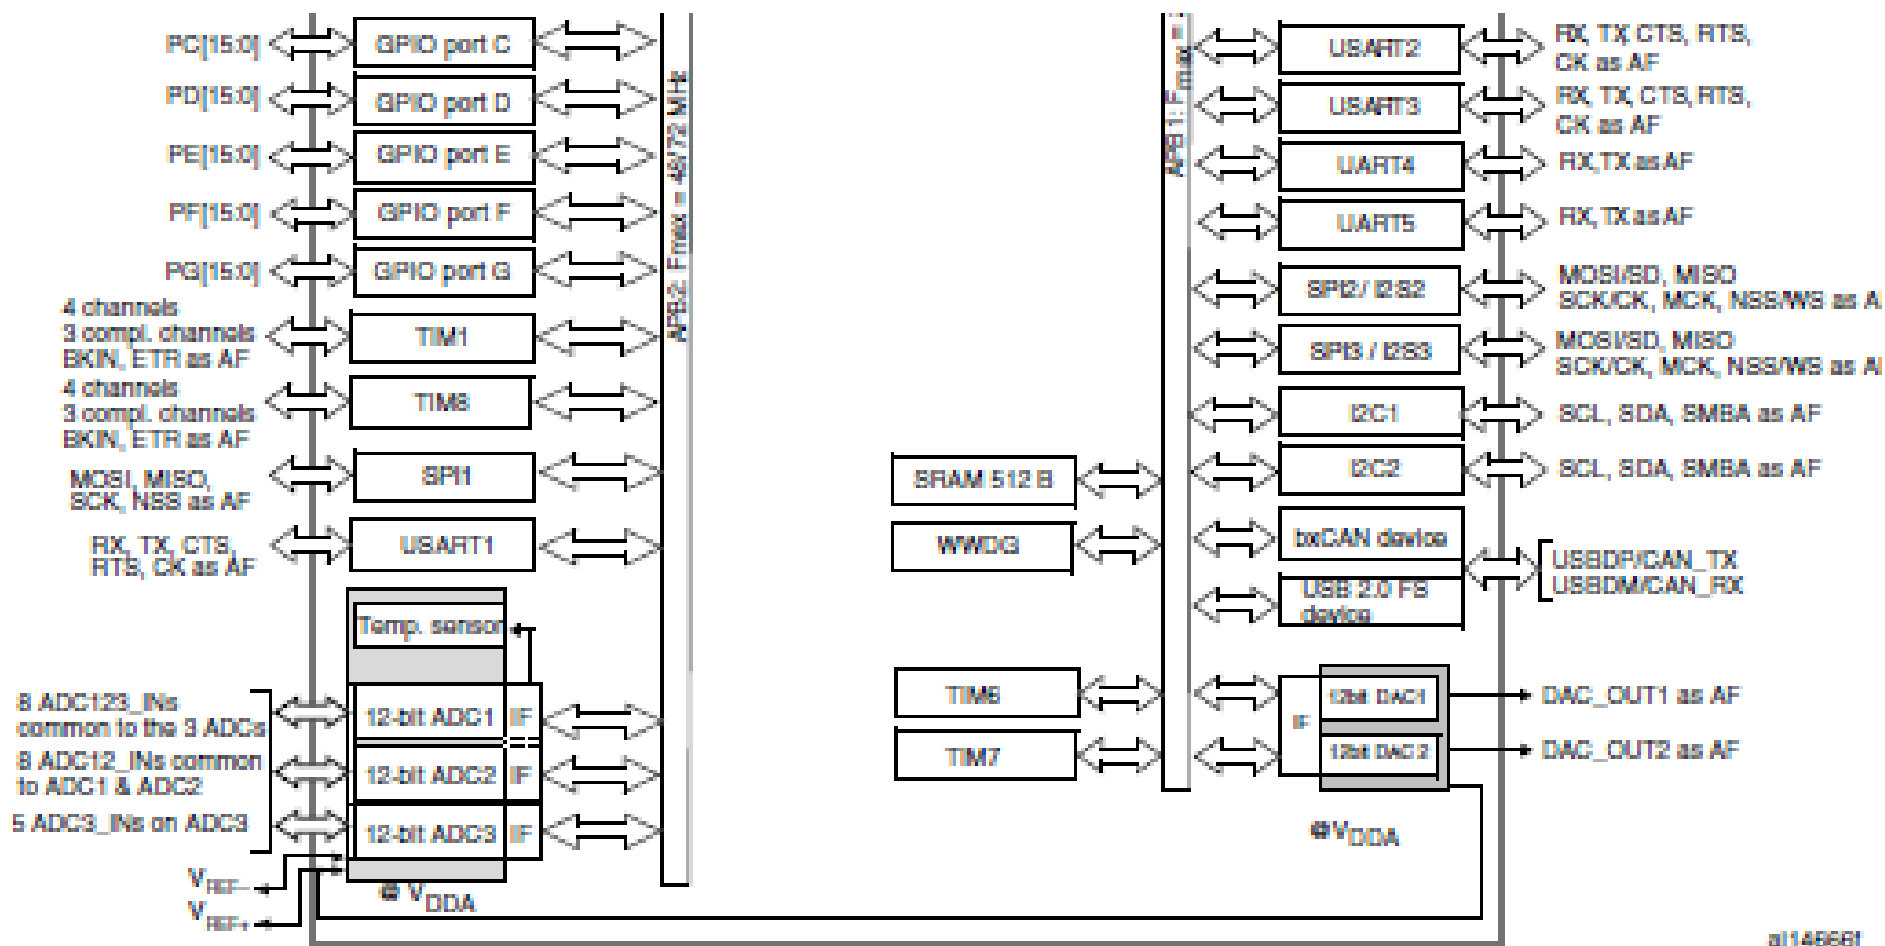 PC[15:0]
GPIO port C
PD[15:0]
GPIO port D
PE[15:0]
GPIO port E
PF[15:0]
GPIO port F
PG[15:0]
GPIO port G
4 channels
3 compl. channels
BKIN, ETR as AF
TIM1
4 channels
3 compl. channels
BKIN, ETR as AF
TIM8
MOSI, MISO,
SCK, NSS as AF
SPI1
RX, TX, CTS,
RTS, CK as AF
USART1
Temp. sensor
8 ADC123_INs
common to the 3 ADCs
12-bit ADC1
IF
8 ADC12_INs common
to ADC1 & ADC2
12-bit ADC2
IF
5 ADC3_INs on ADC3
12-bit ADC3
IF
VREF-
VREF+
@ VDDA
APB2: Fmax = 48/72 MHz
SRAM 512 B
WWDG
TIM6
TIM7
APB1: Fmax =
USART2
RX, TX, CTS, RTS,
CK as AF
USART3
RX, TX, CTS, RTS,
CK as AF
UART4
RX, TX as AF
UART5
RX, TX as AF
SPI2 / I2S2
MOSI/SD, MISO
SCK/CK, MCK, NSS/WS as A
SPI3 / I2S3
MOSI/SD, MISO
SCK/CK, MCK, NSS/WS as A
I2C1
SCL, SDA, SMBA as AF
I2C2
SCL, SDA, SMBA as AF
bxCAN device
USBDP/CAN_TX
USBDM/CAN_RX
USB 2.0 FS
device
IF
12bit DAC1
DAC_OUT1 as AF
12bit DAC 2
DAC_OUT2 as AF
@VDDA
ai14666f